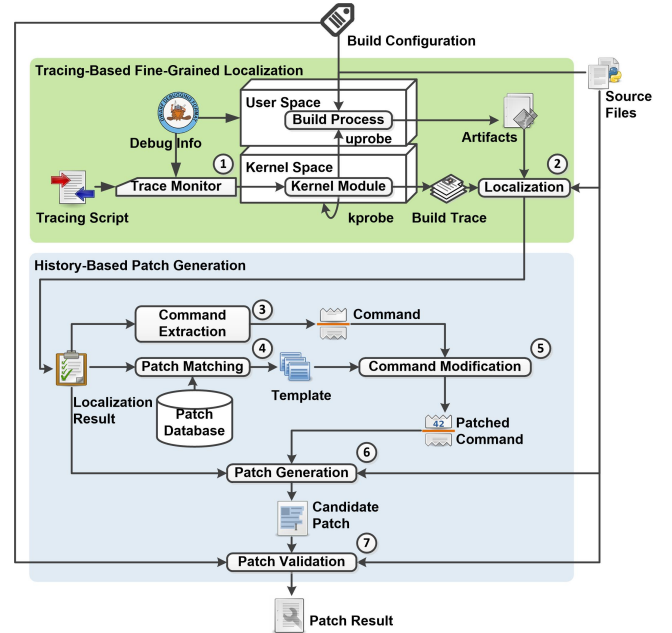 Build Configuration
Tracing-Based Fine-Grained Localization
Source
Files
User Space
Build Process
uprobe
Artifacts
Debug Info
1
Kernel Space
2
Trace Monitor
Kernel Module
Localization
Tracing Script
kprobe
Build Trace
History-Based Patch Generation
Command
Extraction
3
Command
4
Patch Matching
5
Command Modification
Localization
Result
Patch
Database
Template
42
Patched
Command
6
Patch Generation
Candidate
Patch
7
Patch Validation
Patch Result